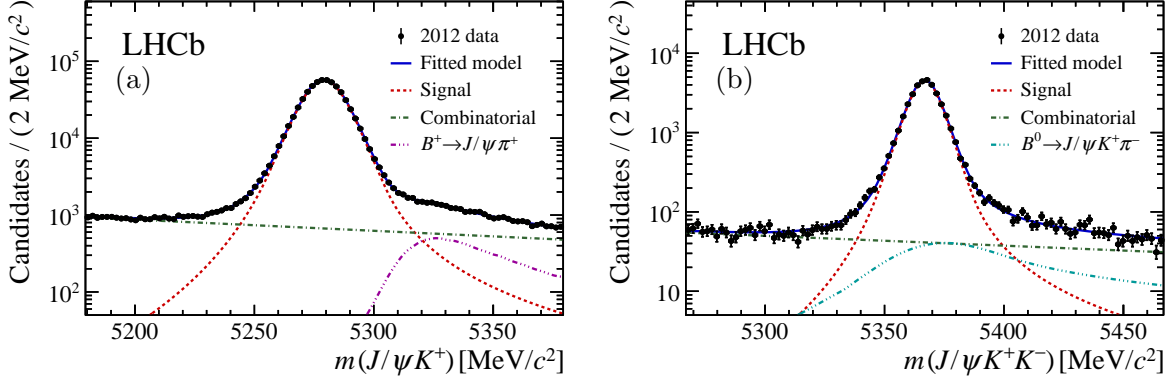 LHCb
(a)
2012 data
Fitted model
Signal
Combinatorial
B⁺→J/ψπ⁺
Candidates / (2 MeV/c²)
10⁵
10⁴
10³
10²
5200 5250 5300 5350
m(J/ψK⁺) [MeV/c²]
LHCb
(b)
2012 data
Fitted model
Signal
Combinatorial
B⁰→J/ψK⁺π⁻
Candidates / (2 MeV/c²)
10⁴
10³
10²
10
5300 5350 5400 5450
m(J/ψK⁺K⁻) [MeV/c²]